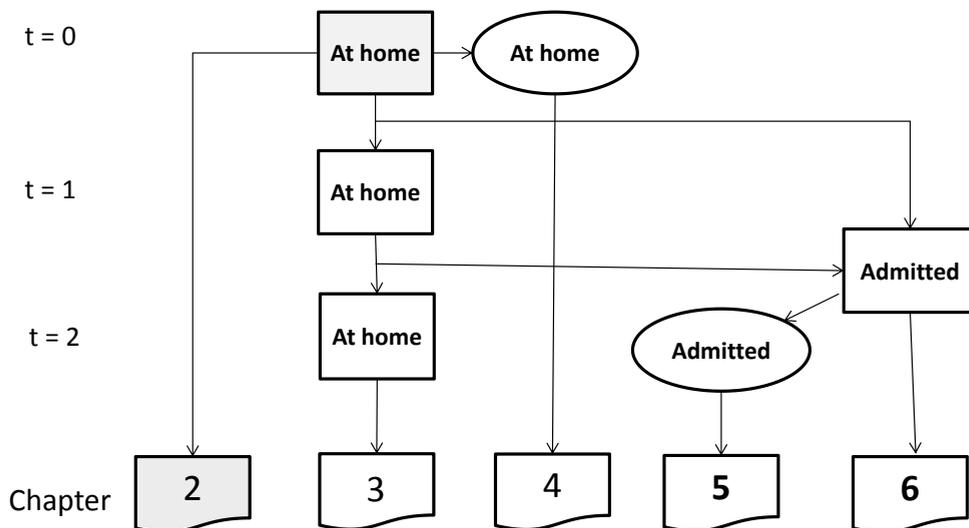 t = 0
At home
At home
t = 1
At home
Admitted
t = 2
At home
Admitted
Chapter
2
3
4
5
6